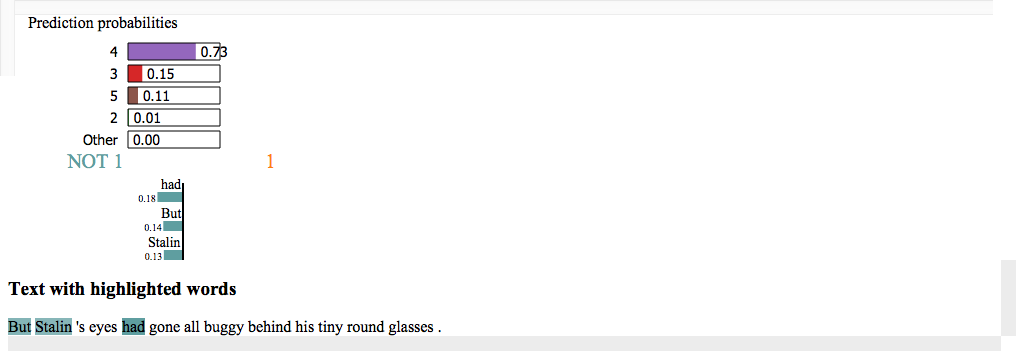 Prediction probabilities
4 0.73
3 0.15
5 0.11
2 0.01
Other 0.00
NOT 1 1
had
0.18
But
0.14
Stalin
0.13
Text with highlighted words
But Stalin 's eyes had gone all buggy behind his tiny round glasses .